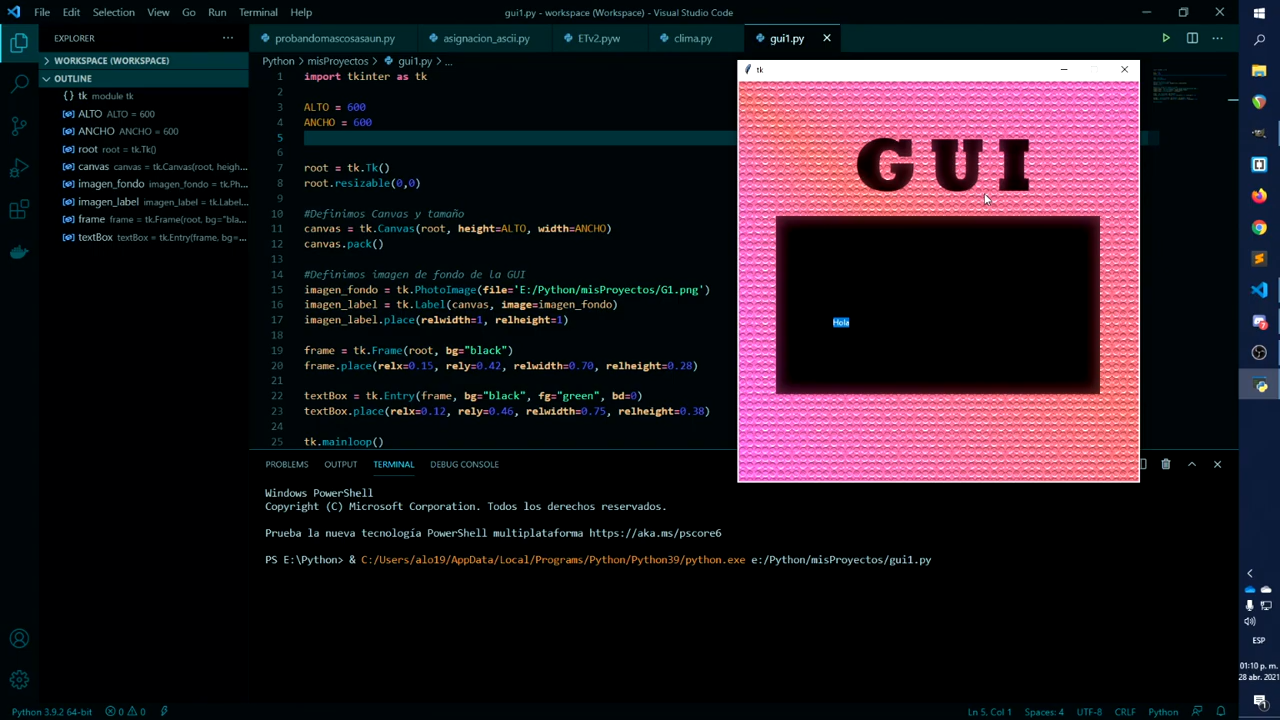 File Edit Selection View Go Run Terminal Help
gui1.py - workspace (Workspace) - Visual Studio Code
EXPLORER
probandomascosasaun.py
asignacion_ascii.py
ETv2.pyw
clima.py
gui1.py
WORKSPACE (WORKSPACE)
OUTLINE
{} tk module tk
ALTO ALTO = 600
ANCHO ANCHO = 600
root root = tk.Tk()
canvas canvas = tk.Canvas(root, heigh...
imagen_fondo imagen_fondo = tk.Ph...
imagen_label imagen_label = tk.Label...
frame frame = tk.Frame(root, bg="bla...
textBox textBox = tk.Entry(frame, bg=...
Python > misProyectos > gui1.py > ...
1 import tkinter as tk
2
3 ALTO = 600
4 ANCHO = 600
5
6
7 root = tk.Tk()
8 root.resizable(0,0)
9
10 #Definimos Canvas y tamaño
11 canvas = tk.Canvas(root, height=ALTO, width=ANCHO)
12 canvas.pack()
13
14 #Definimos imagen de fondo de la GUI
15 imagen_fondo = tk.PhotoImage(file='E:/Python/misProyectos/G1.png')
16 imagen_label = tk.Label(canvas, image=imagen_fondo)
17 imagen_label.place(relwidth=1, relheight=1)
18
19 frame = tk.Frame(root, bg="black")
20 frame.place(relx=0.15, rely=0.42, relwidth=0.70, relheight=0.28)
21
22 textBox = tk.Entry(frame, bg="black", fg="green", bd=0)
23 textBox.place(relx=0.12, rely=0.46, relwidth=0.75, relheight=0.38)
24
25 tk.mainloop()
tk
GUI
Hola
PROBLEMS OUTPUT TERMINAL DEBUG CONSOLE
Windows PowerShell
Copyright (C) Microsoft Corporation. Todos los derechos reservados.
Prueba la nueva tecnología PowerShell multiplataforma https://aka.ms/pscore6
PS E:\Python> & C:/Users/alo19/AppData/Local/Programs/Python/Python39/python.exe e:/Python/misProyectos/gui1.py
Python 3.9.2 64-bit 0 0
Ln 5, Col 1 Spaces: 4 UTF-8 CRLF Python
ESP
01:10 p. m.
28 abr. 2021